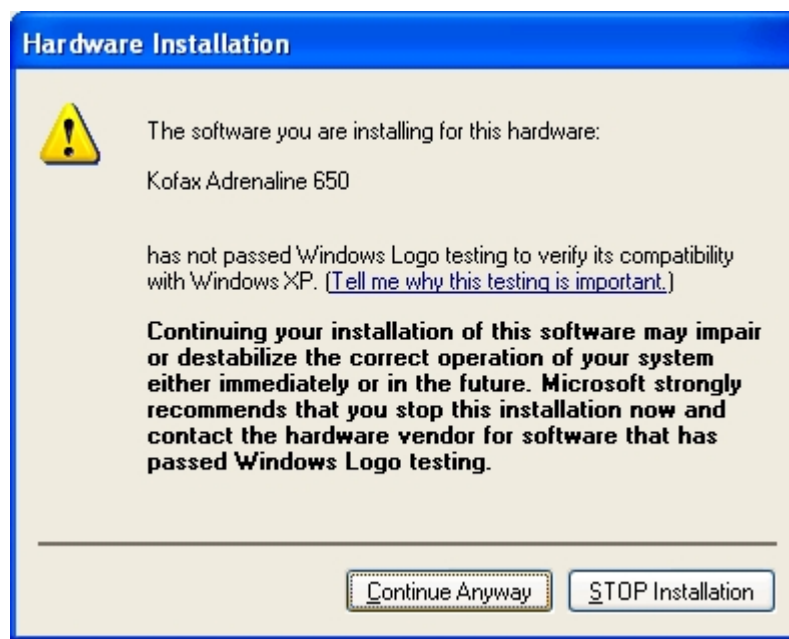 Hardware Installation
The software you are installing for this hardware:
Kofax Adrenaline 650
has not passed Windows Logo testing to verify its compatibility
with Windows XP. (Tell me why this testing is important.)
Continuing your installation of this software may impair
or destabilize the correct operation of your system
either immediately or in the future. Microsoft strongly
recommends that you stop this installation now and
contact the hardware vendor for software that has
passed Windows Logo testing.
Continue Anyway
STOP Installation